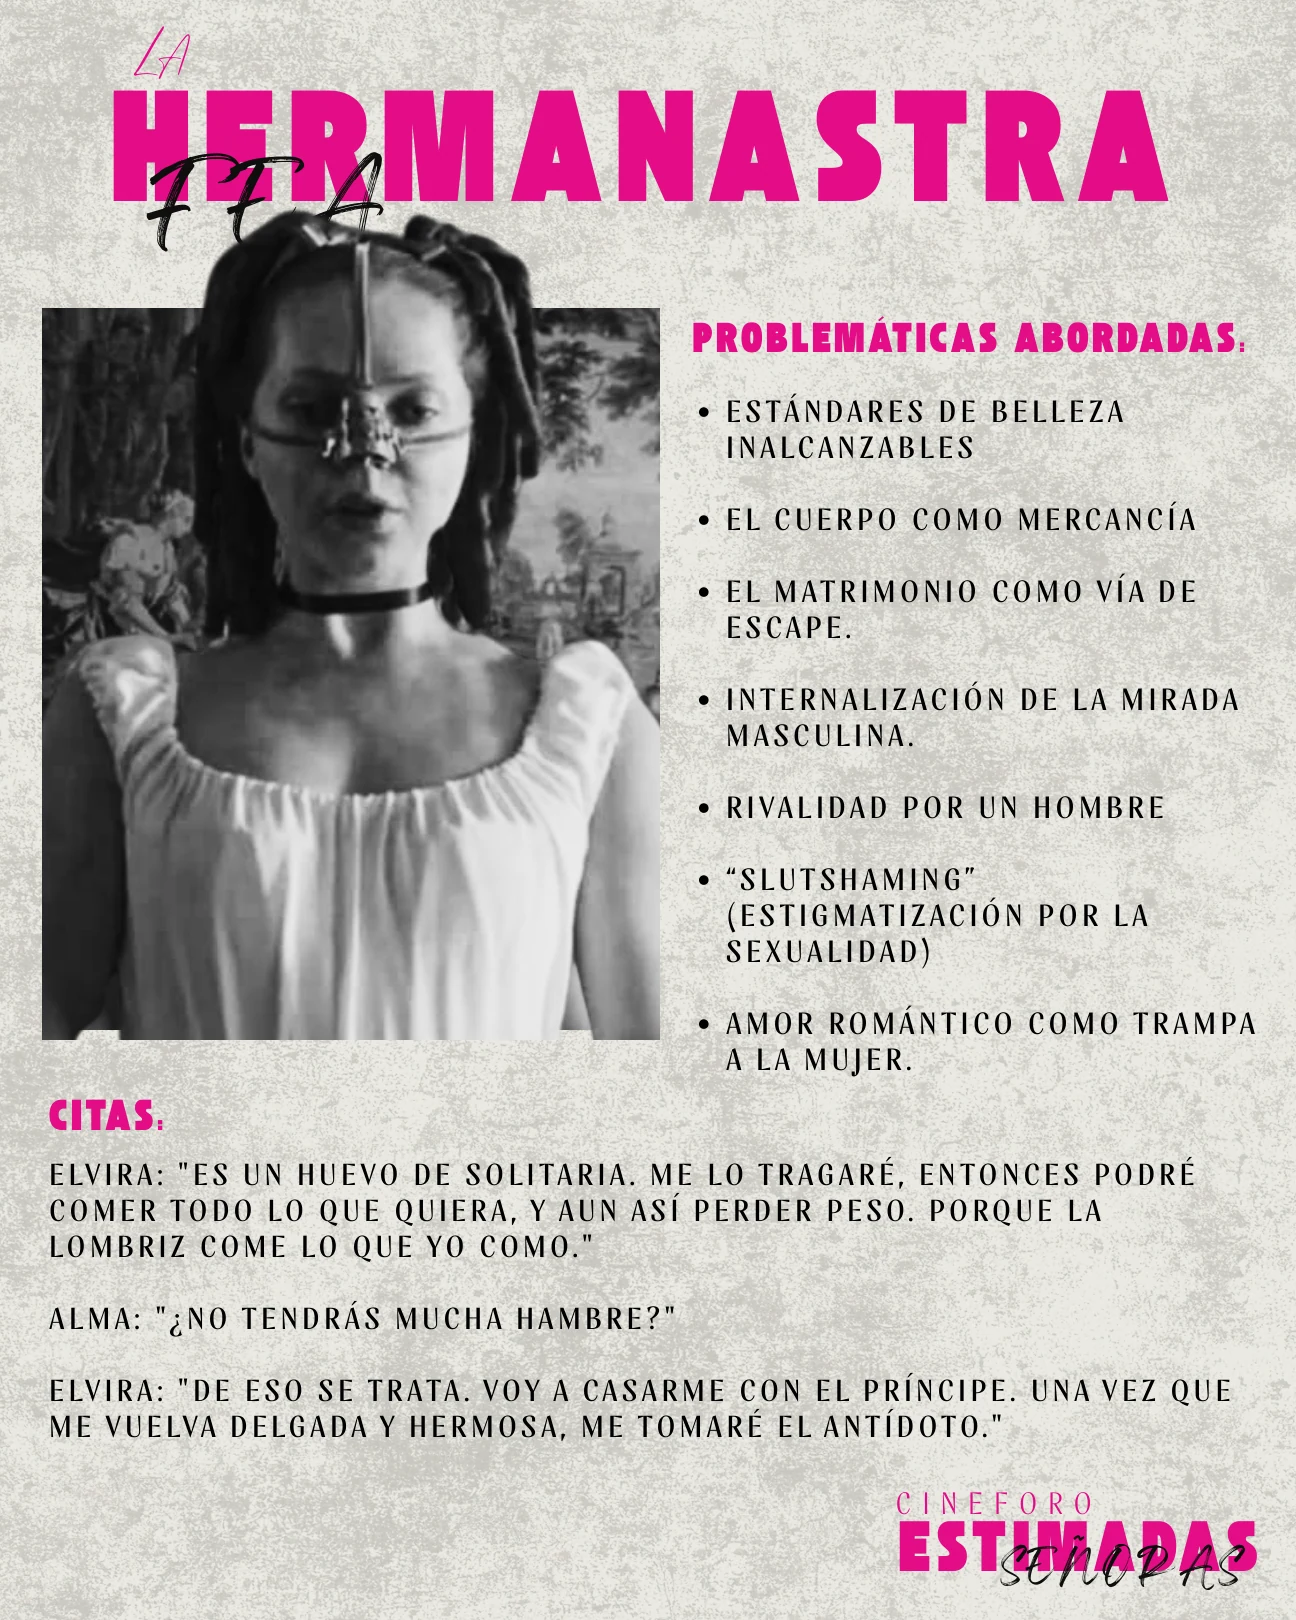 LA
HERMANASTRA
FEA
PROBLEMÁTICAS ABORDADAS:
• ESTÁNDARES DE BELLEZA
INALCANZABLES
• EL CUERPO COMO MERCANCÍA
• EL MATRIMONIO COMO VÍA DE
ESCAPE.
• INTERNALIZACIÓN DE LA MIRADA
MASCULINA.
• RIVALIDAD POR UN HOMBRE
• “SLUTSHAMING”
(ESTIGMATIZACIÓN POR LA
SEXUALIDAD)
• AMOR ROMÁNTICO COMO TRAMPA
A LA MUJER.
CITAS:
ELVIRA: "ES UN HUEVO DE SOLITARIA. ME LO TRAGARÉ, ENTONCES PODRÉ
COMER TODO LO QUE QUIERA, Y AUN ASÍ PERDER PESO. PORQUE LA
LOMBRIZ COME LO QUE YO COMO."
ALMA: "¿NO TENDRÁS MUCHA HAMBRE?"
ELVIRA: "DE ESO SE TRATA. VOY A CASARME CON EL PRÍNCIPE. UNA VEZ QUE
ME VUELVA DELGADA Y HERMOSA, ME TOMARÉ EL ANTÍDOTO."
CINEFORO
ESTIMADAS
SEÑORAS